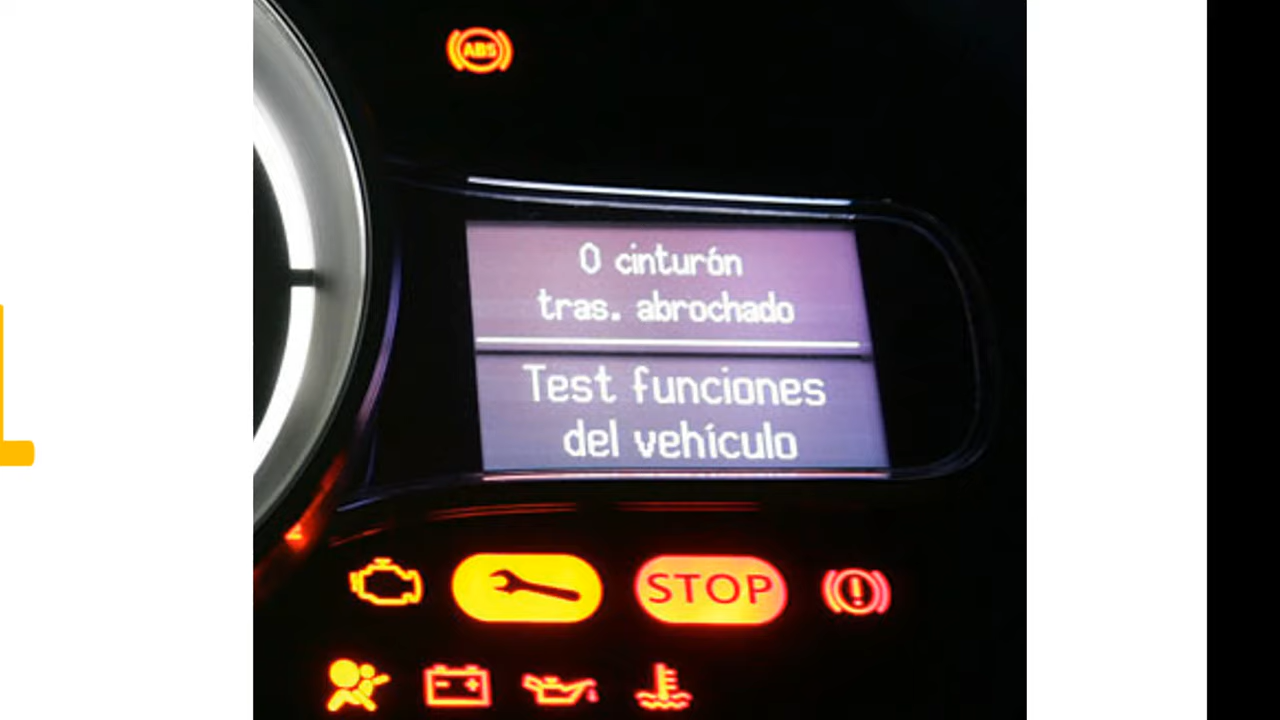 ABS
0 cinturón
tras. abrochado
Test funciones
del vehículo
STOP